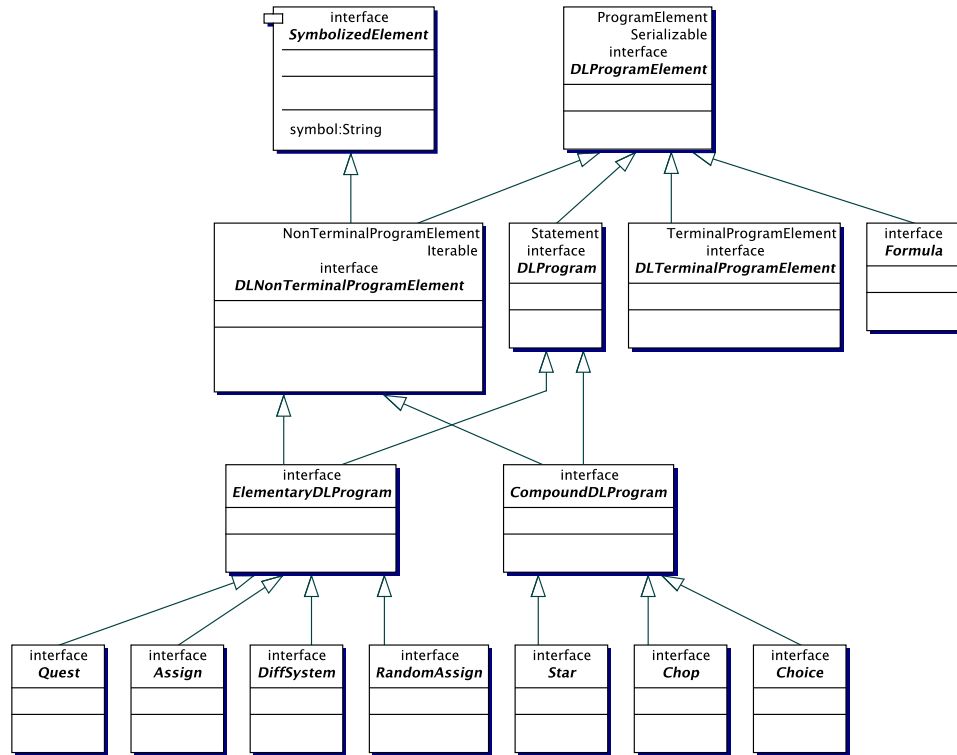 interface
SymbolizedElement
symbol:String
ProgramElement
Serializable
interface
DLProgramElement
NonTerminalProgramElement
Iterable
interface
DLNonTerminalProgramElement
Statement
interface
DLProgram
TerminalProgramElement
interface
DLTerminalProgramElement
interface
Formula
interface
ElementaryDLProgram
interface
CompoundDLProgram
interface
Quest
interface
Assign
interface
DiffSystem
interface
RandomAssign
interface
Star
interface
Chop
interface
Choice